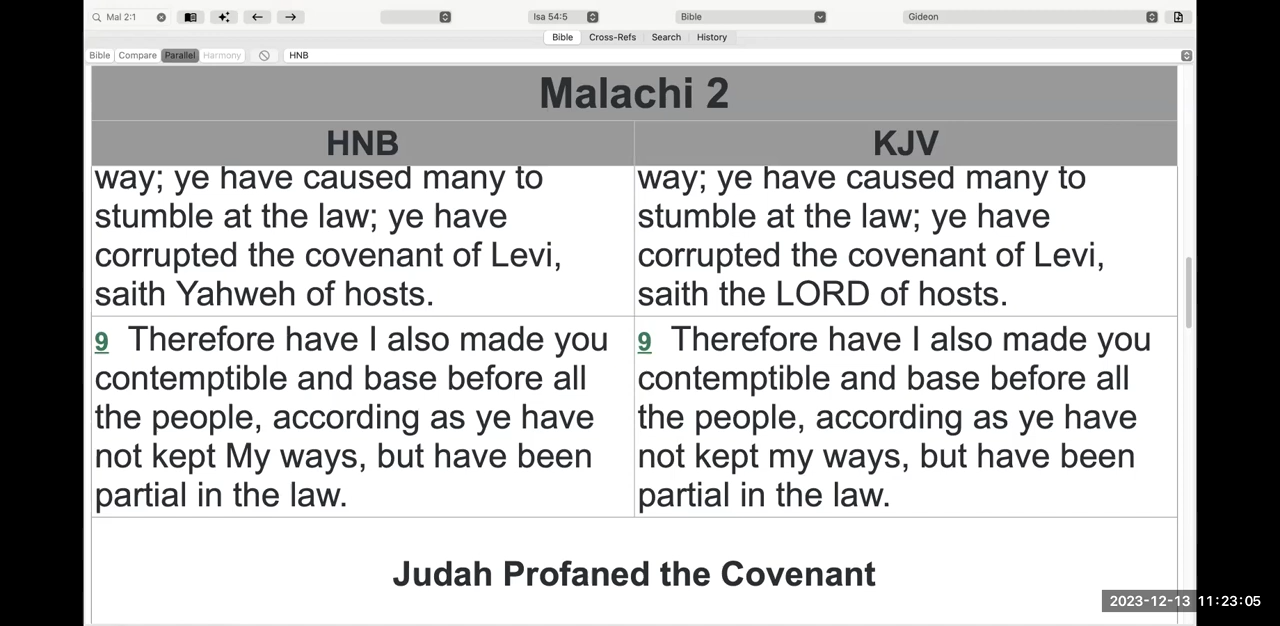 Mal 2:1
Isa 54:5
Bible
Gideon
Bible Cross-Refs Search History
Bible Compare Parallel Harmony HNB
Malachi 2
HNB
way; ye have caused many to
stumble at the law; ye have
corrupted the covenant of Levi,
saith Yahweh of hosts.
9 Therefore have I also made you
contemptible and base before all
the people, according as ye have
not kept My ways, but have been
partial in the law.
KJV
way; ye have caused many to
stumble at the law; ye have
corrupted the covenant of Levi,
saith the LORD of hosts.
9 Therefore have I also made you
contemptible and base before all
the people, according as ye have
not kept my ways, but have been
partial in the law.
Judah Profaned the Covenant
2023-12-13 11:23:05